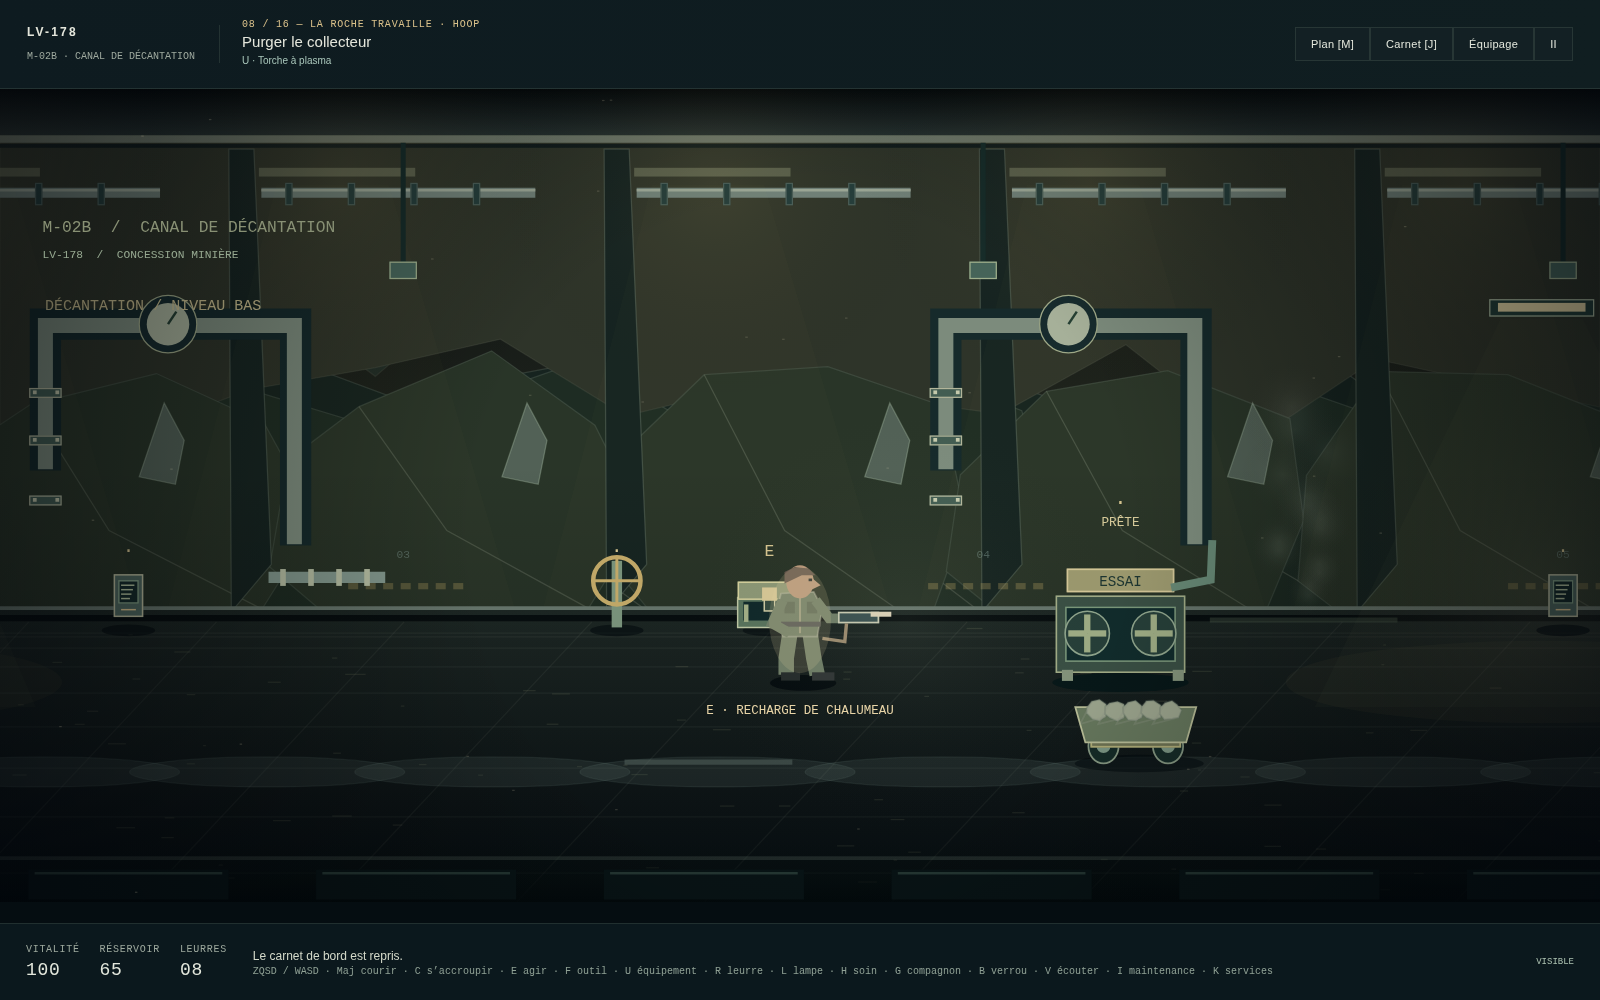 LV-178
M-02B · CANAL DE DÉCANTATION
08 / 16 — LA ROCHE TRAVAILLE · HOOP
Purger le collecteur
U · Torche à plasma
Plan [M]
Carnet [J]
Équipage
II
M-02B / CANAL DE DÉCANTATION
LV-178 / CONCESSION MINIÈRE
DÉCANTATION / NIVEAU BAS
PRÊTE
03
E
04
05
ESSAI
E · RECHARGE DE CHALUMEAU
VITALITÉ
100
RÉSERVOIR
65
LEURRES
08
Le carnet de bord est repris.
ZQSD / WASD · Maj courir · C s’accroupir · E agir · F outil · U équipement · R leurre · L lampe · H soin · G compagnon · B verrou · V écouter · I maintenance · K services
VISIBLE